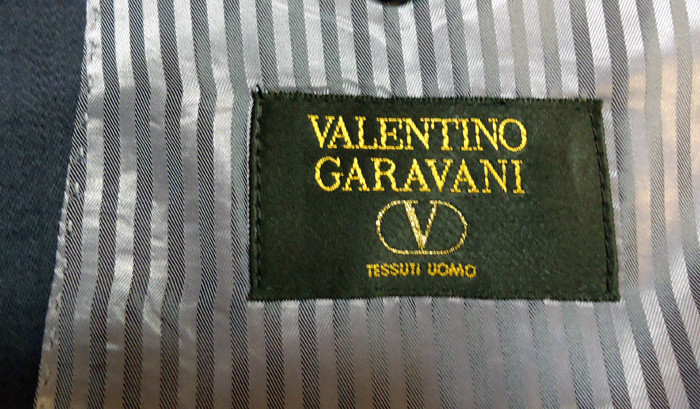 VALENTINO
GARAVANI
V
TESSUTI UOMO